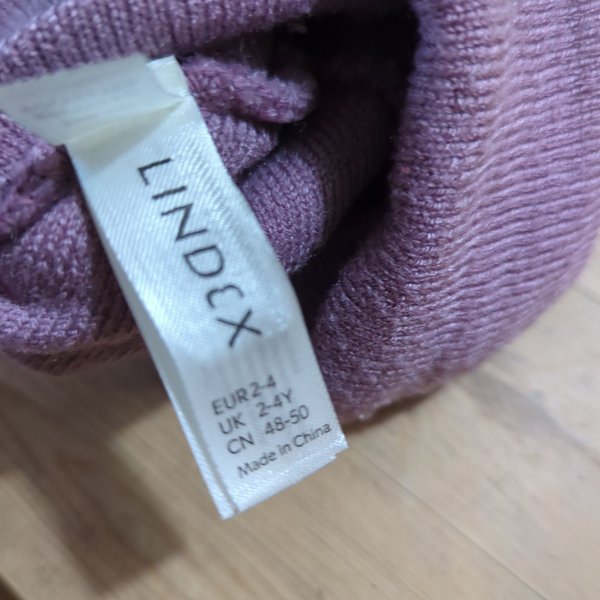 LINDEX
EUR 2-4
UK 2-4Y
CN 48-50
Made in China